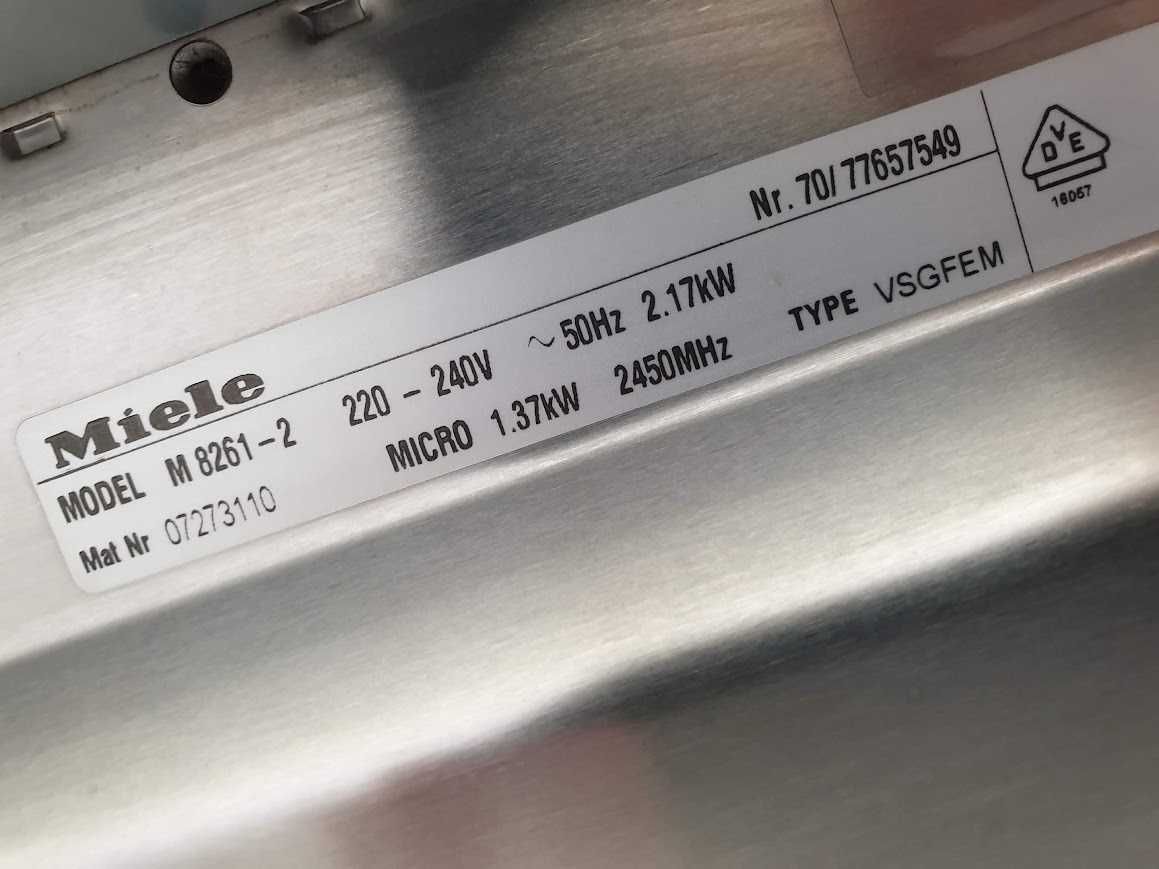 Nr. 70/ 77657549
Miele
MODEL M 8261-2 220 - 240V ~ 50Hz 2.17kW
Mat Nr 07273110 MICRO 1.37kW 2450MHz TYPE VSGFEM
VDE
16057